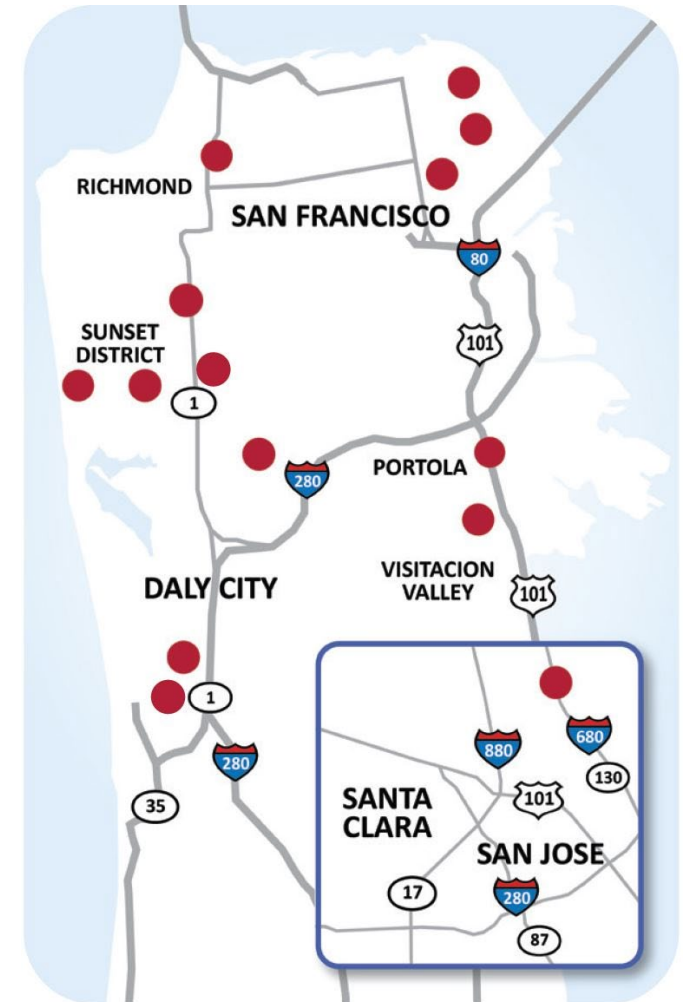 RICHMOND
SAN FRANCISCO
80
SUNSET
DISTRICT
101
1
280
PORTOLA
VISITACION
VALLEY
101
DALY CITY
1
280
35
880
680
130
101
SANTA
CLARA
SAN JOSE
17
280
87